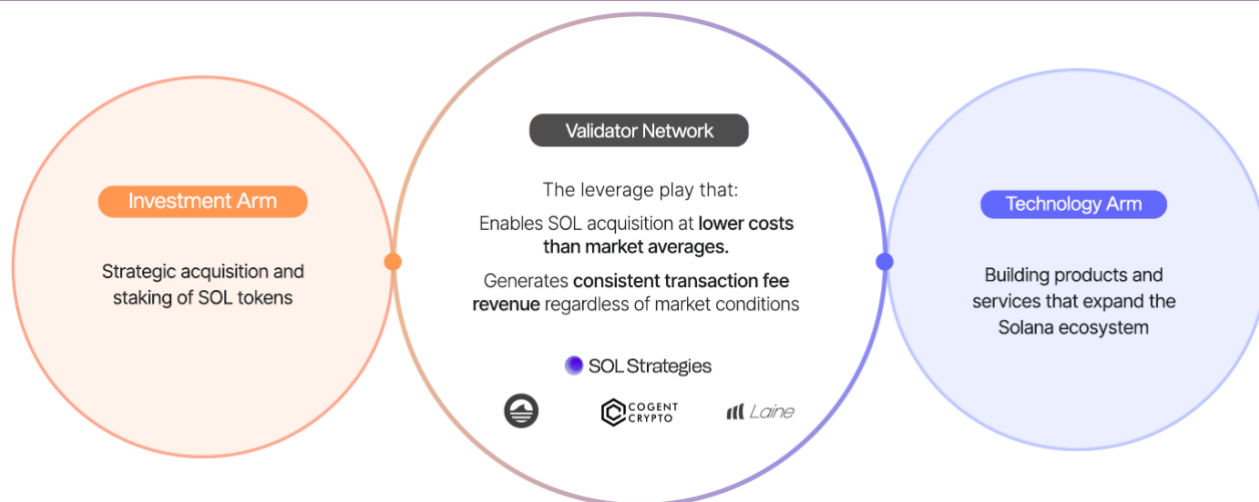 Investment Arm
Strategic acquisition and
staking of SOL tokens
Validator Network
The leverage play that:
Enables SOL acquisition at lower costs
than market averages.
Generates consistent transaction fee
revenue regardless of market conditions
SOL Strategies
COGENT
CRYPTO
Laine
Technology Arm
Building products and
services that expand the
Solana ecosystem